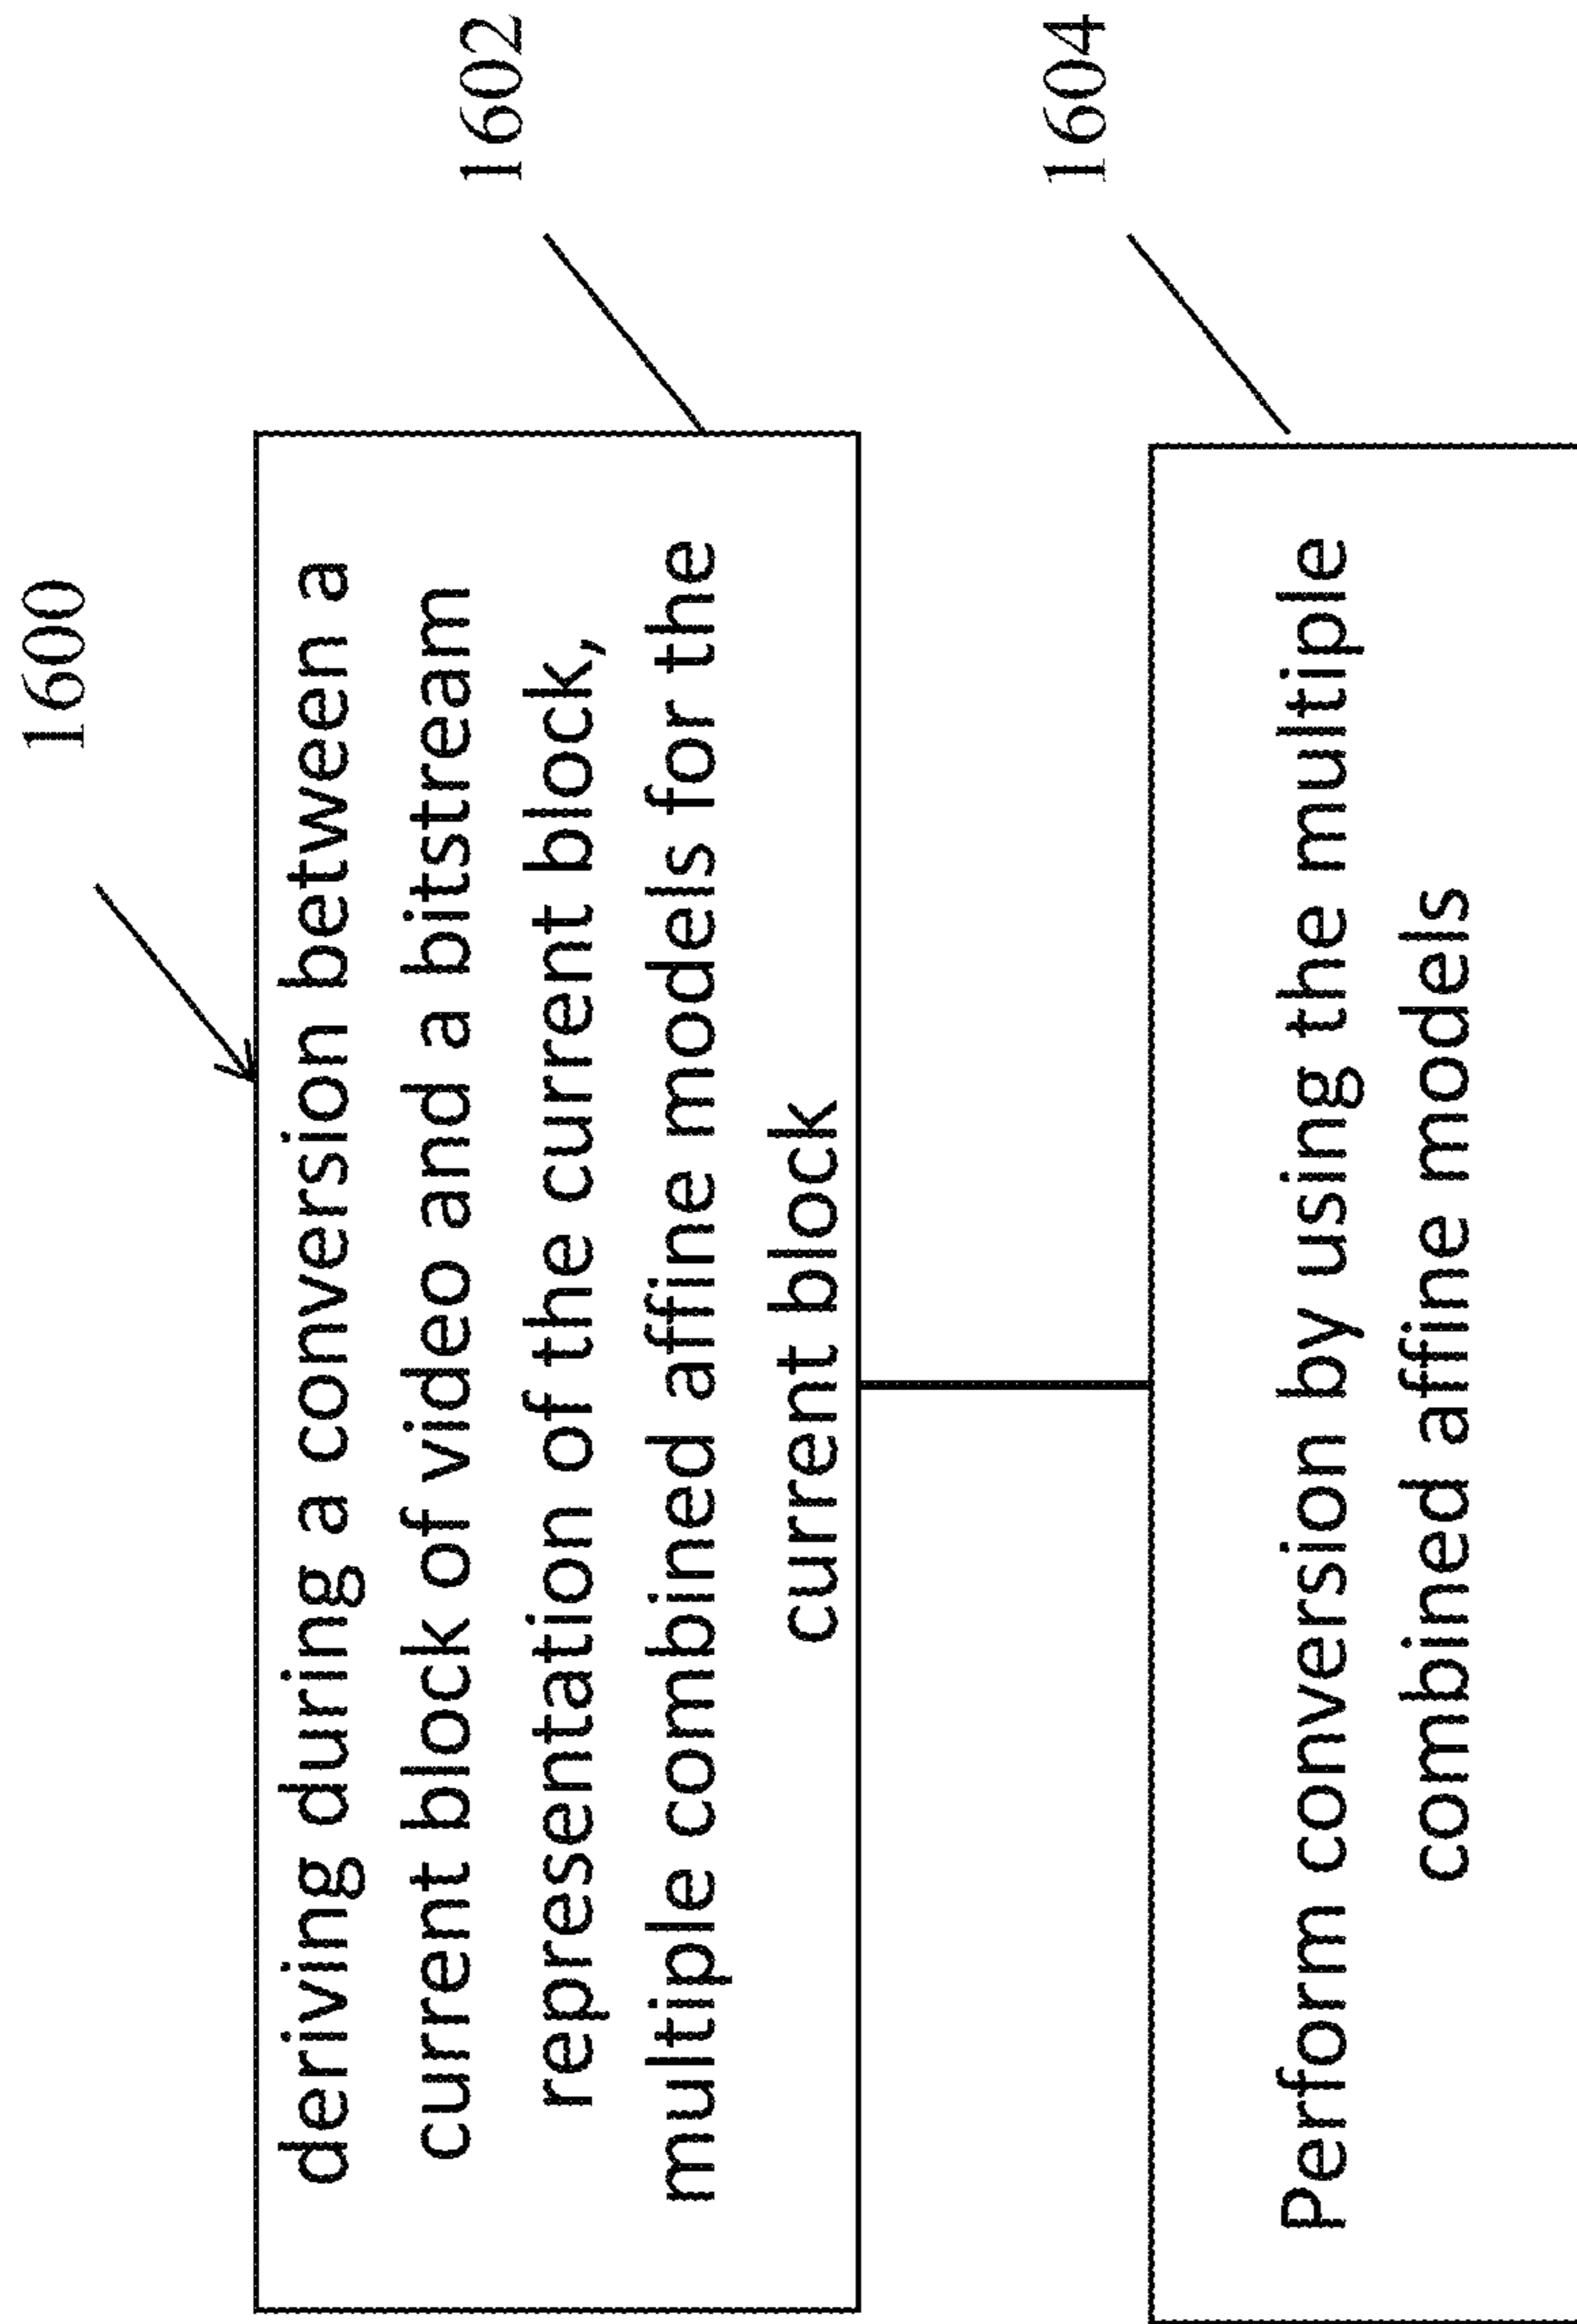 1600
deriving during a conversion between a
current block of video and a bitstream
representation of the current block,
multiple combined affine models for the
current block
1602
Perform conversion by using the multiple
combined affine models
1604